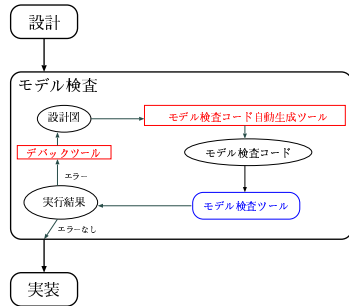 設計
モデル検査
設計図
モデル検査コード自動生成ツール
デバックツール
モデル検査コード
エラー
実行結果
モデル検査ツール
エラーなし
実装